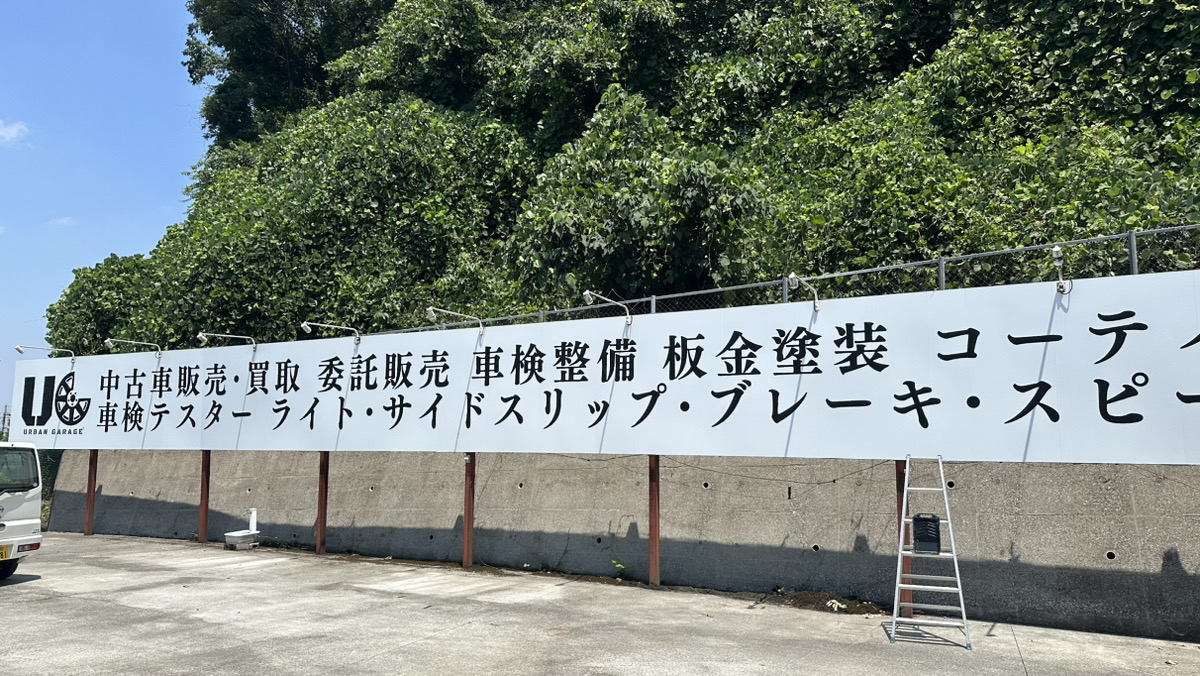 UG
URBAN GARAGE
中古車販売・買取 委託販売 車検整備 板金塗装 コーティ
車検テスター ライト・サイドスリップ・ブレーキ・スピー